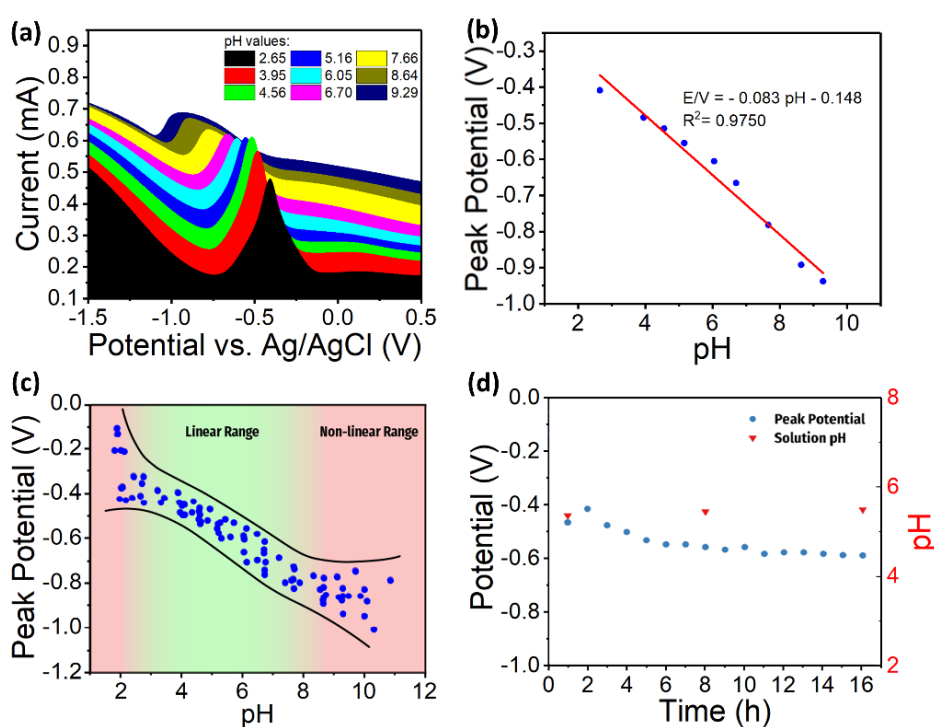 (a)
Current (mA)
0.9
0.8
0.7
0.6
0.5
0.4
0.3
0.2
0.1
pH values:
2.65 5.16 7.66
3.95 6.05 8.64
4.56 6.70 9.29
-1.5 -1.0 -0.5 0.0 0.5
Potential vs. Ag/AgCl (V)
(b)
Peak Potential (V)
-0.3
-0.4
-0.5
-0.6
-0.7
-0.8
-0.9
-1.0
E/V = - 0.083 pH - 0.148
R²= 0.9750
2 4 6 8 10
pH
(c)
Peak Potential (V)
0.0
-0.2
-0.4
-0.6
-0.8
-1.0
-1.2
Linear Range Non-linear Range
2 4 6 8 10 12
pH
(d)
Potential (V)
0.0
-0.2
-0.4
-0.6
-0.8
-1.0
Peak Potential
Solution pH
8
6
4
2
pH
0 2 4 6 8 10 12 14 16
Time (h)